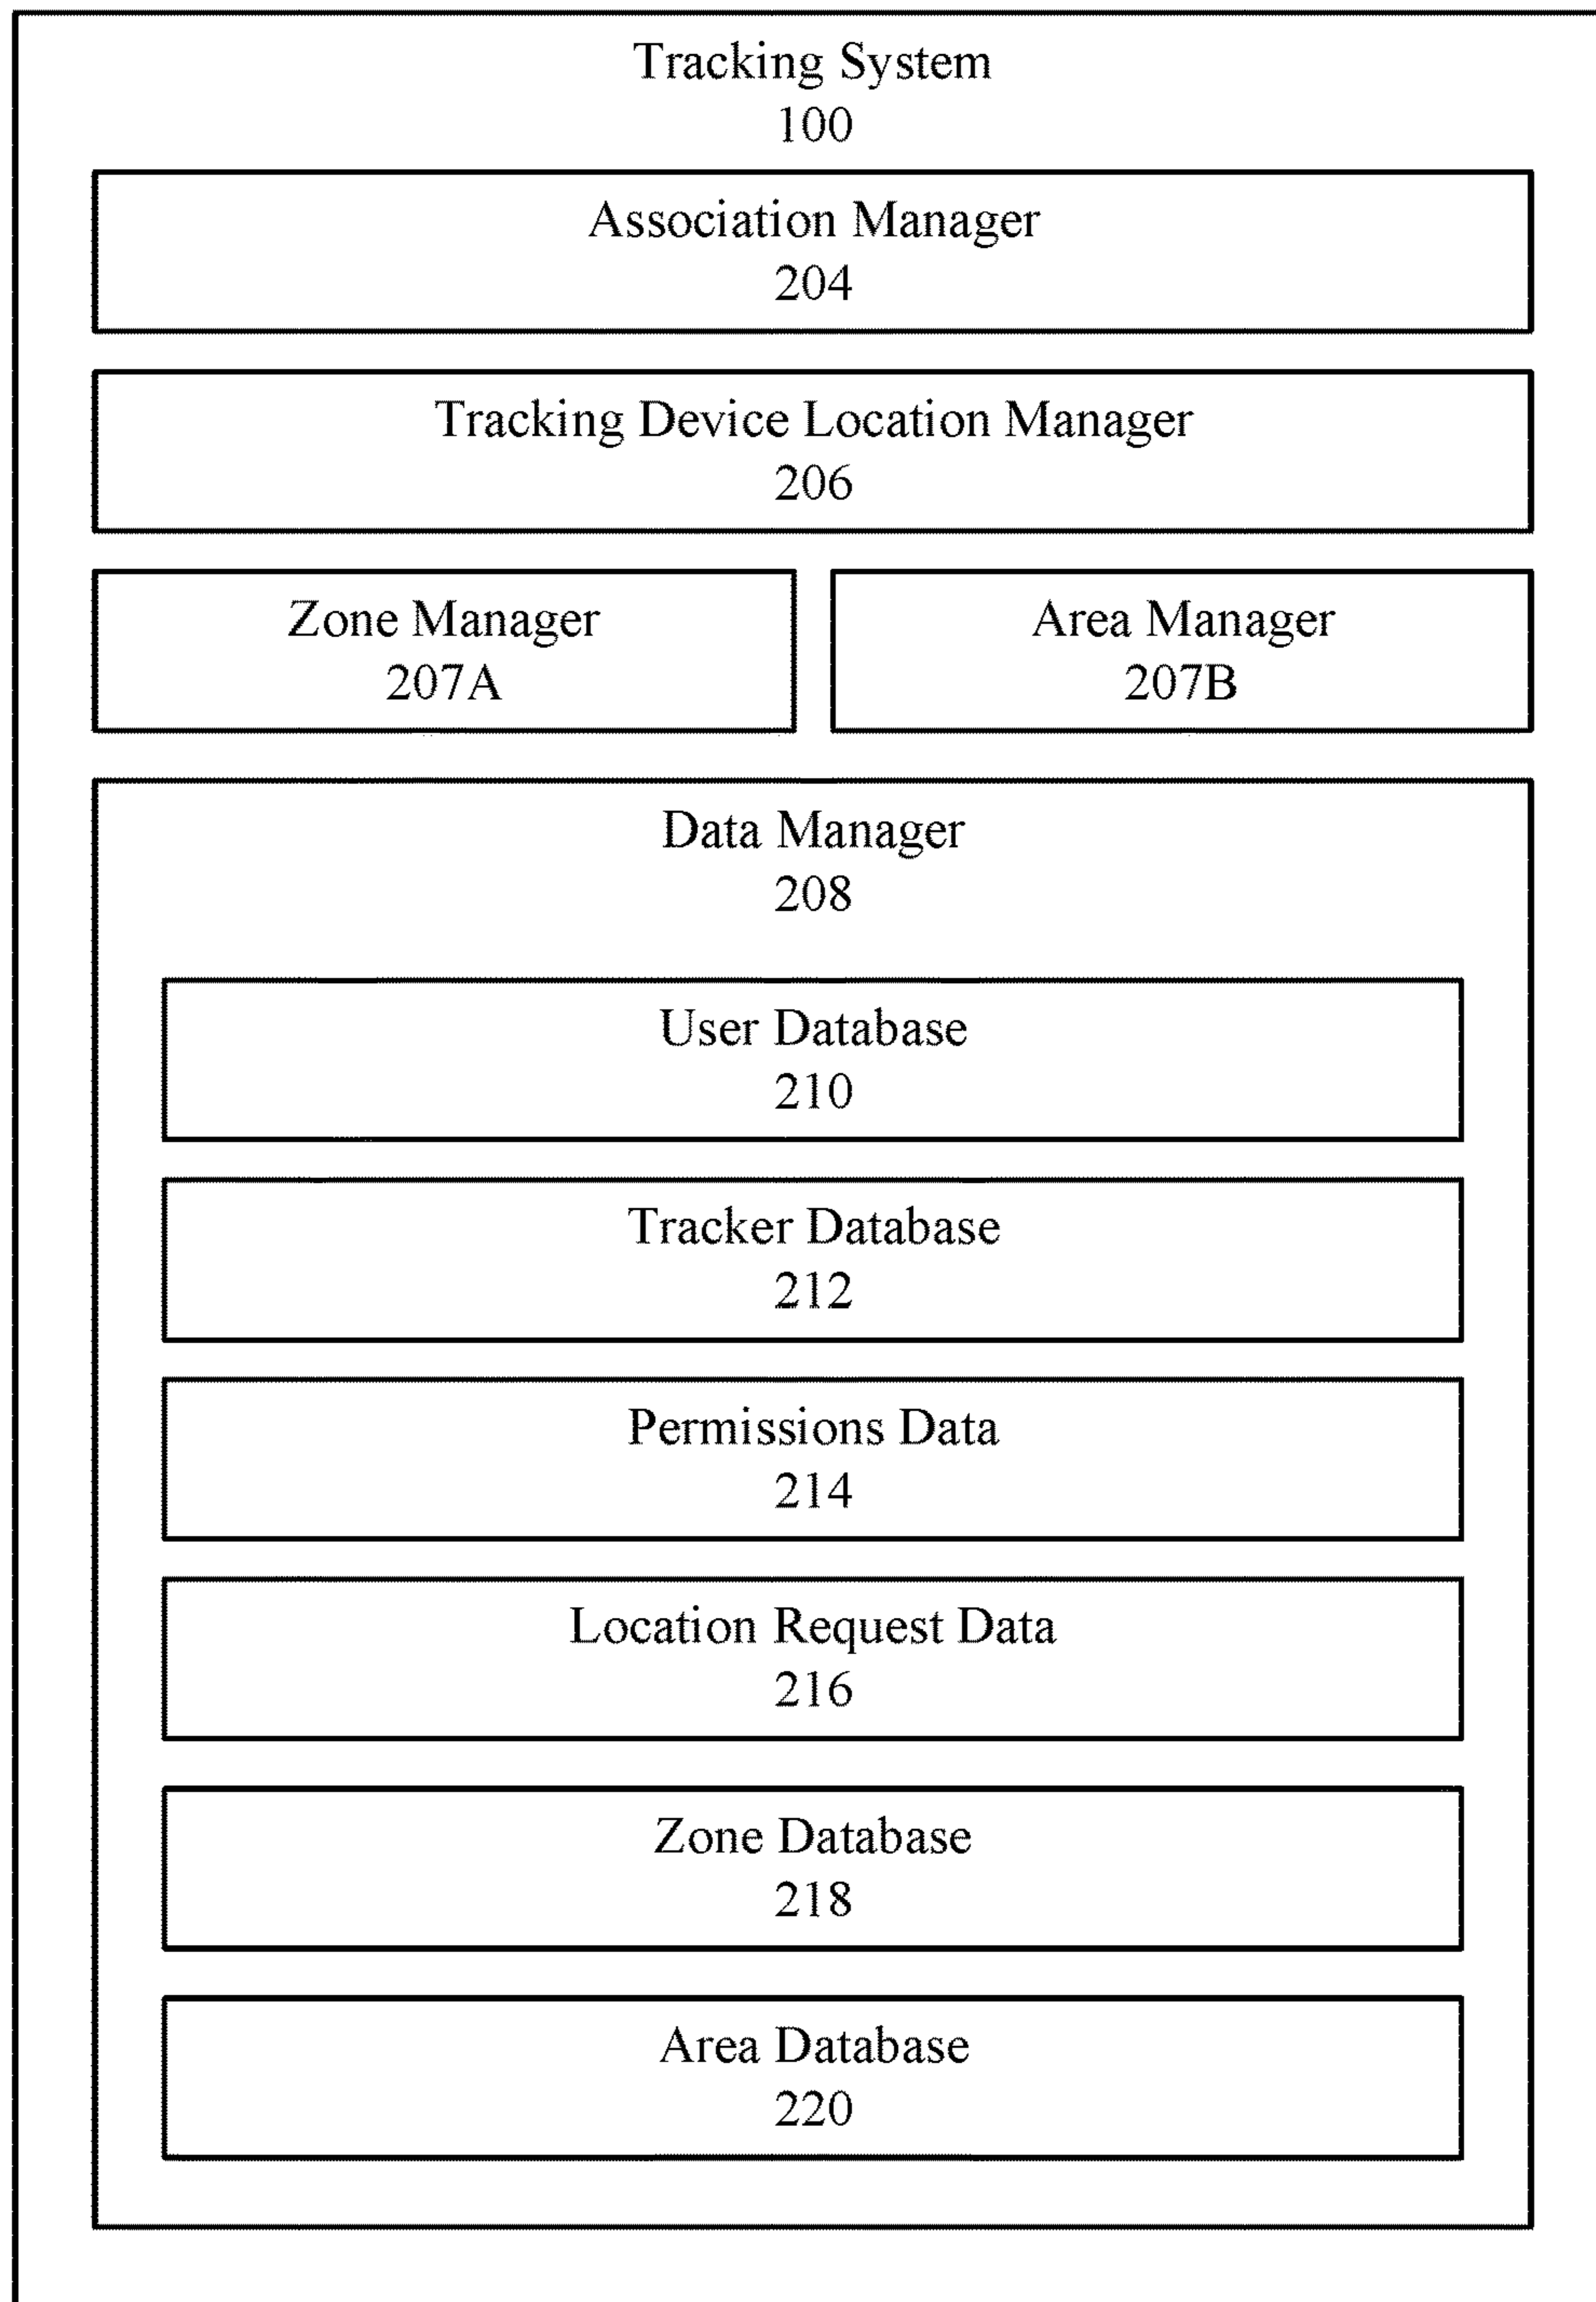 Tracking System
100
Association Manager
204
Tracking Device Location Manager
206
Zone Manager
207A
Area Manager
207B
Data Manager
208
User Database
210
Tracker Database
212
Permissions Data
214
Location Request Data
216
Zone Database
218
Area Database
220